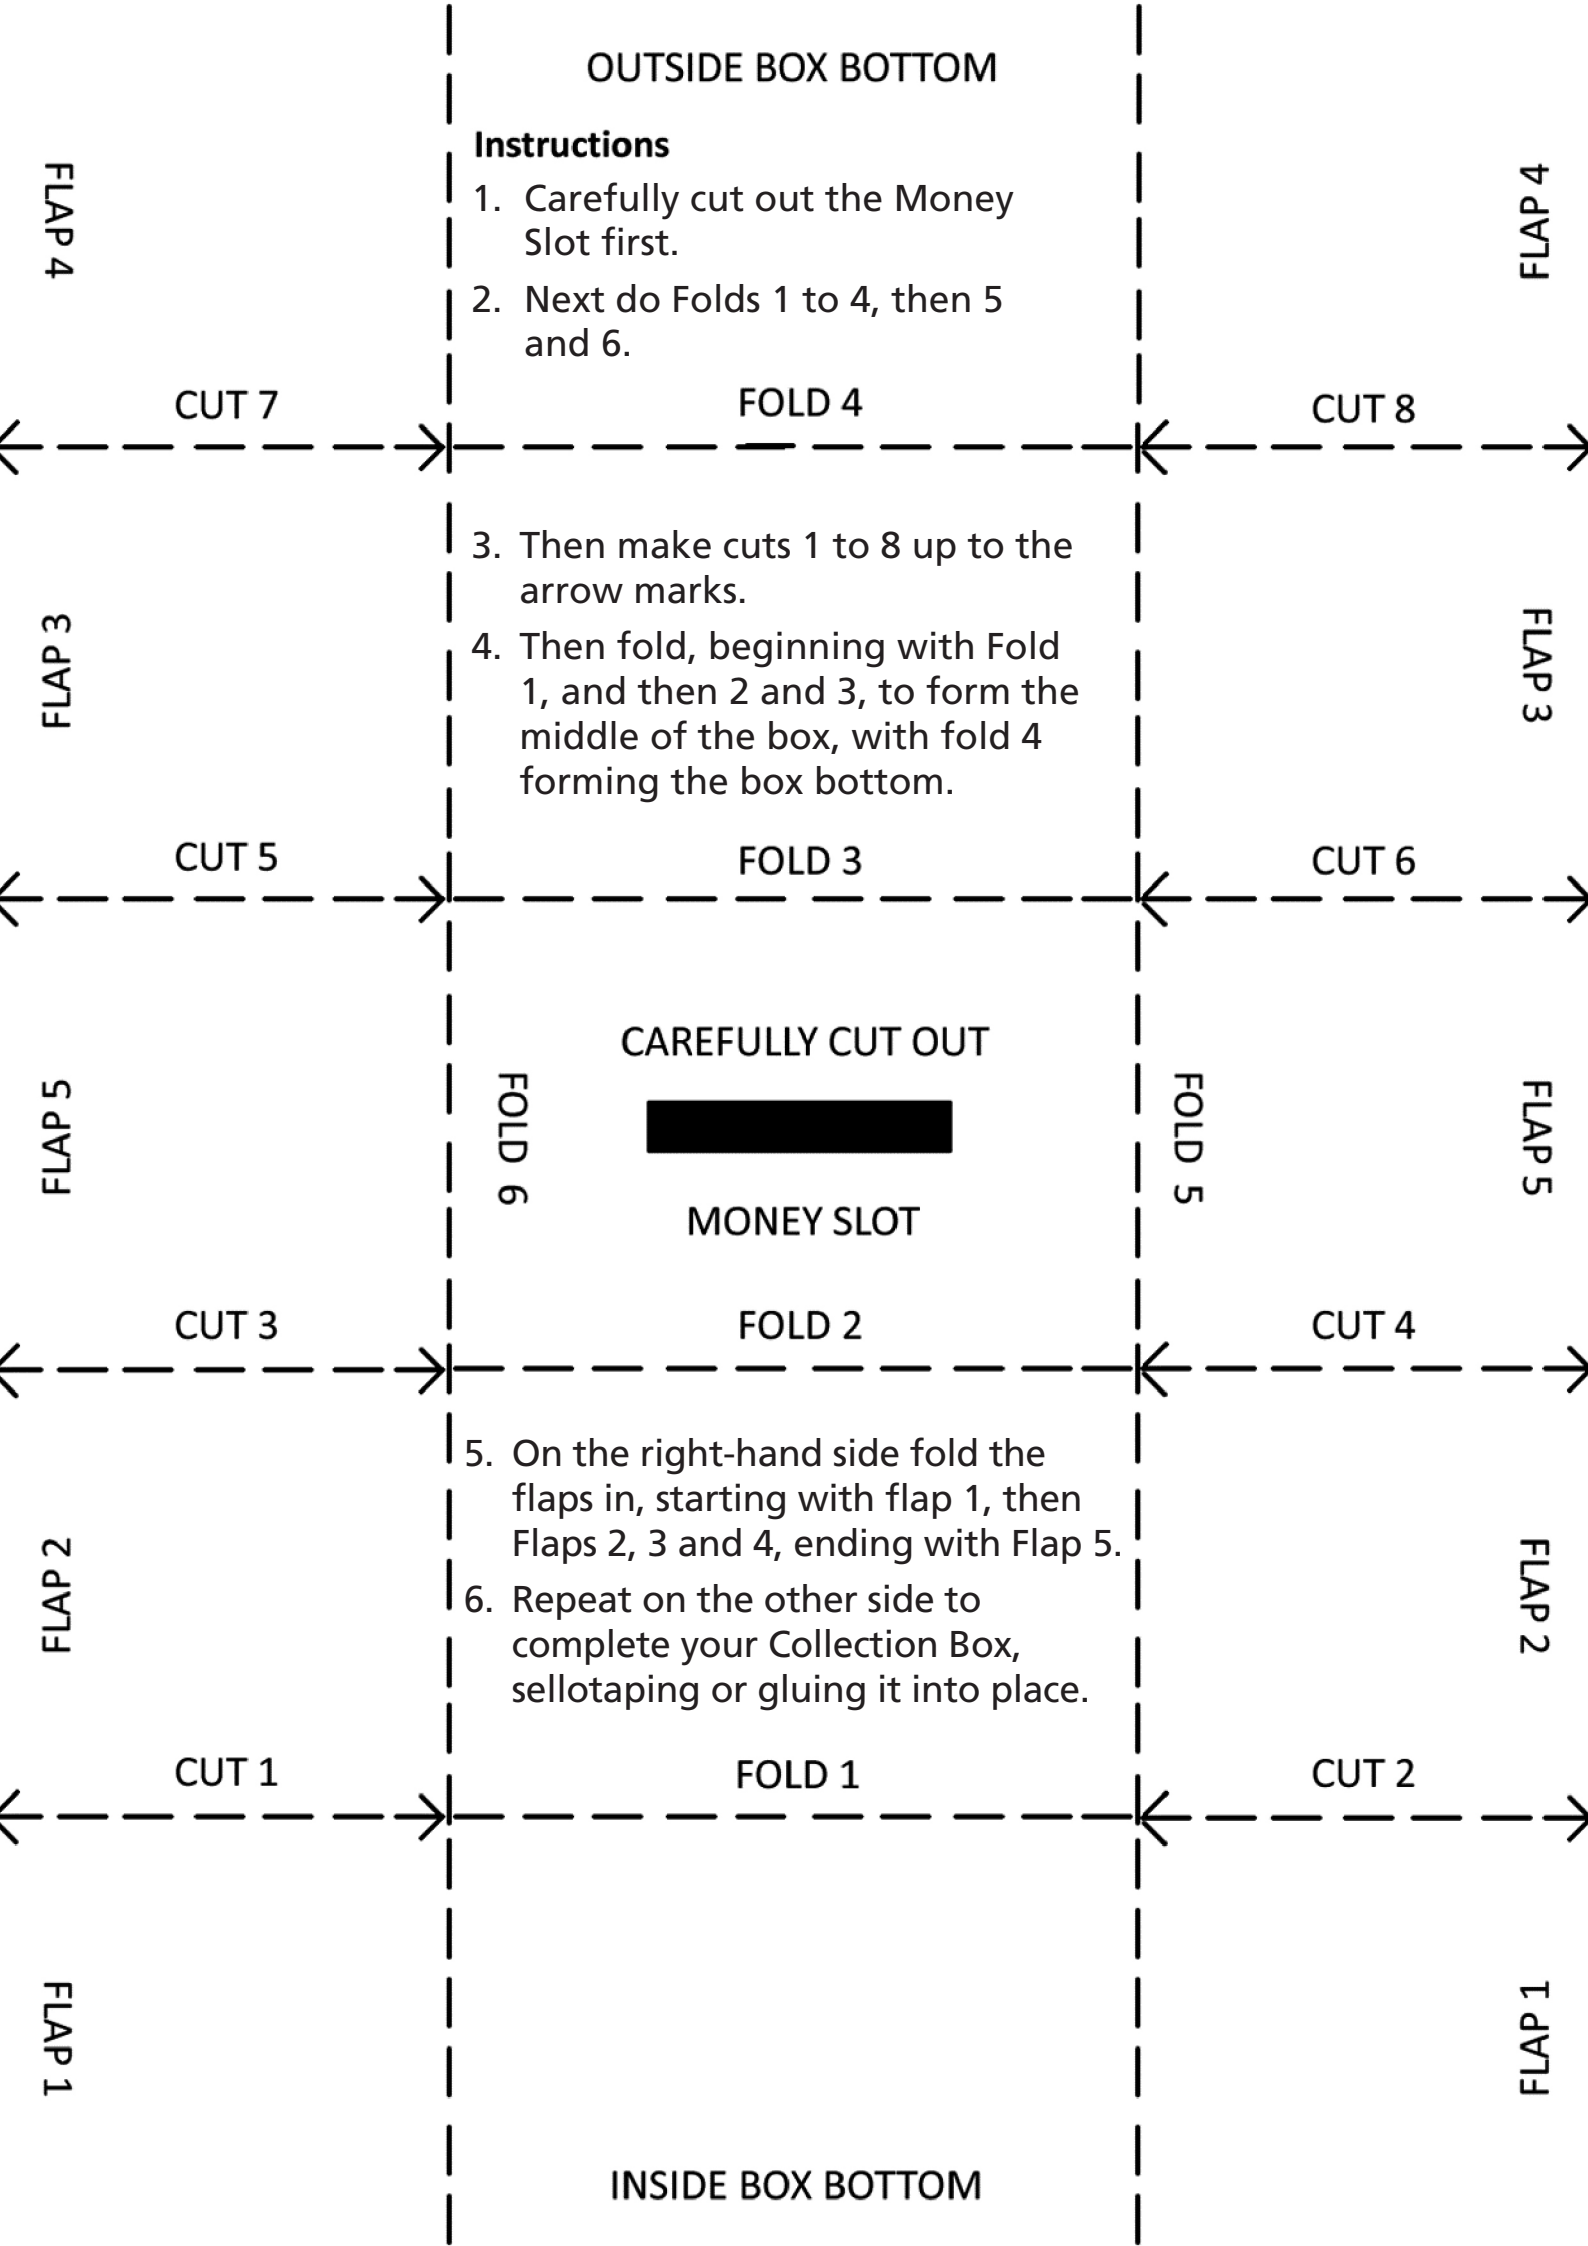 OUTSIDE BOX BOTTOM
Instructions
1. Carefully cut out the Money
Slot first.
2. Next do Folds 1 to 4, then 5
and 6.
FLAP 4
FLAP 4
CUT 7
FOLD 4
CUT 8
3. Then make cuts 1 to 8 up to the
arrow marks.
4. Then fold, beginning with Fold
1, and then 2 and 3, to form the
middle of the box, with fold 4
forming the box bottom.
FLAP 3
FLAP 3
CUT 5
FOLD 3
CUT 6
CAREFULLY CUT OUT
FLAP 5
FOLD 6
FOLD 5
FLAP 5
MONEY SLOT
CUT 3
FOLD 2
CUT 4
5. On the right-hand side fold the
flaps in, starting with flap 1, then
Flaps 2, 3 and 4, ending with Flap 5.
6. Repeat on the other side to
complete your Collection Box,
sellotaping or gluing it into place.
FLAP 2
FLAP 2
CUT 1
FOLD 1
CUT 2
FLAP 1
FLAP 1
INSIDE BOX BOTTOM